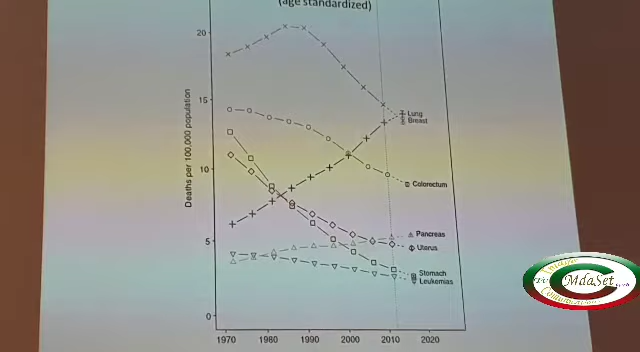 (age standardized)
20
15
10
5
0
Deaths per 100,000 population
Lung
Breast
Colorectum
Pancreas
Uterus
Stomach
Leukemias
1970 1980 1990 2000 2010 2020
MdaSet